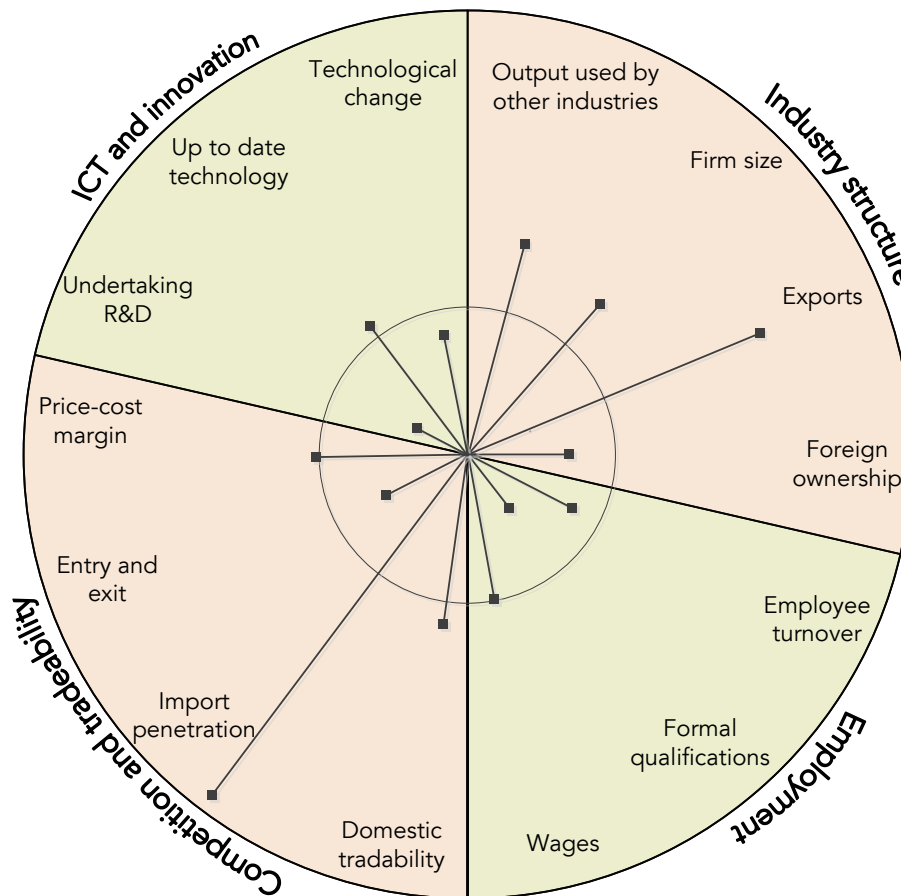 ICT and innovation
Technological
change
Up to date
technology
Undertaking
R&D
Output used by
other industries
Industry structure
Firm size
Exports
Foreign
ownership
Price-cost
margin
Entry and
exit
Import
penetration
Domestic
tradability
Competition and tradeability
Employee
turnover
Formal
qualifications
Wages
Employment